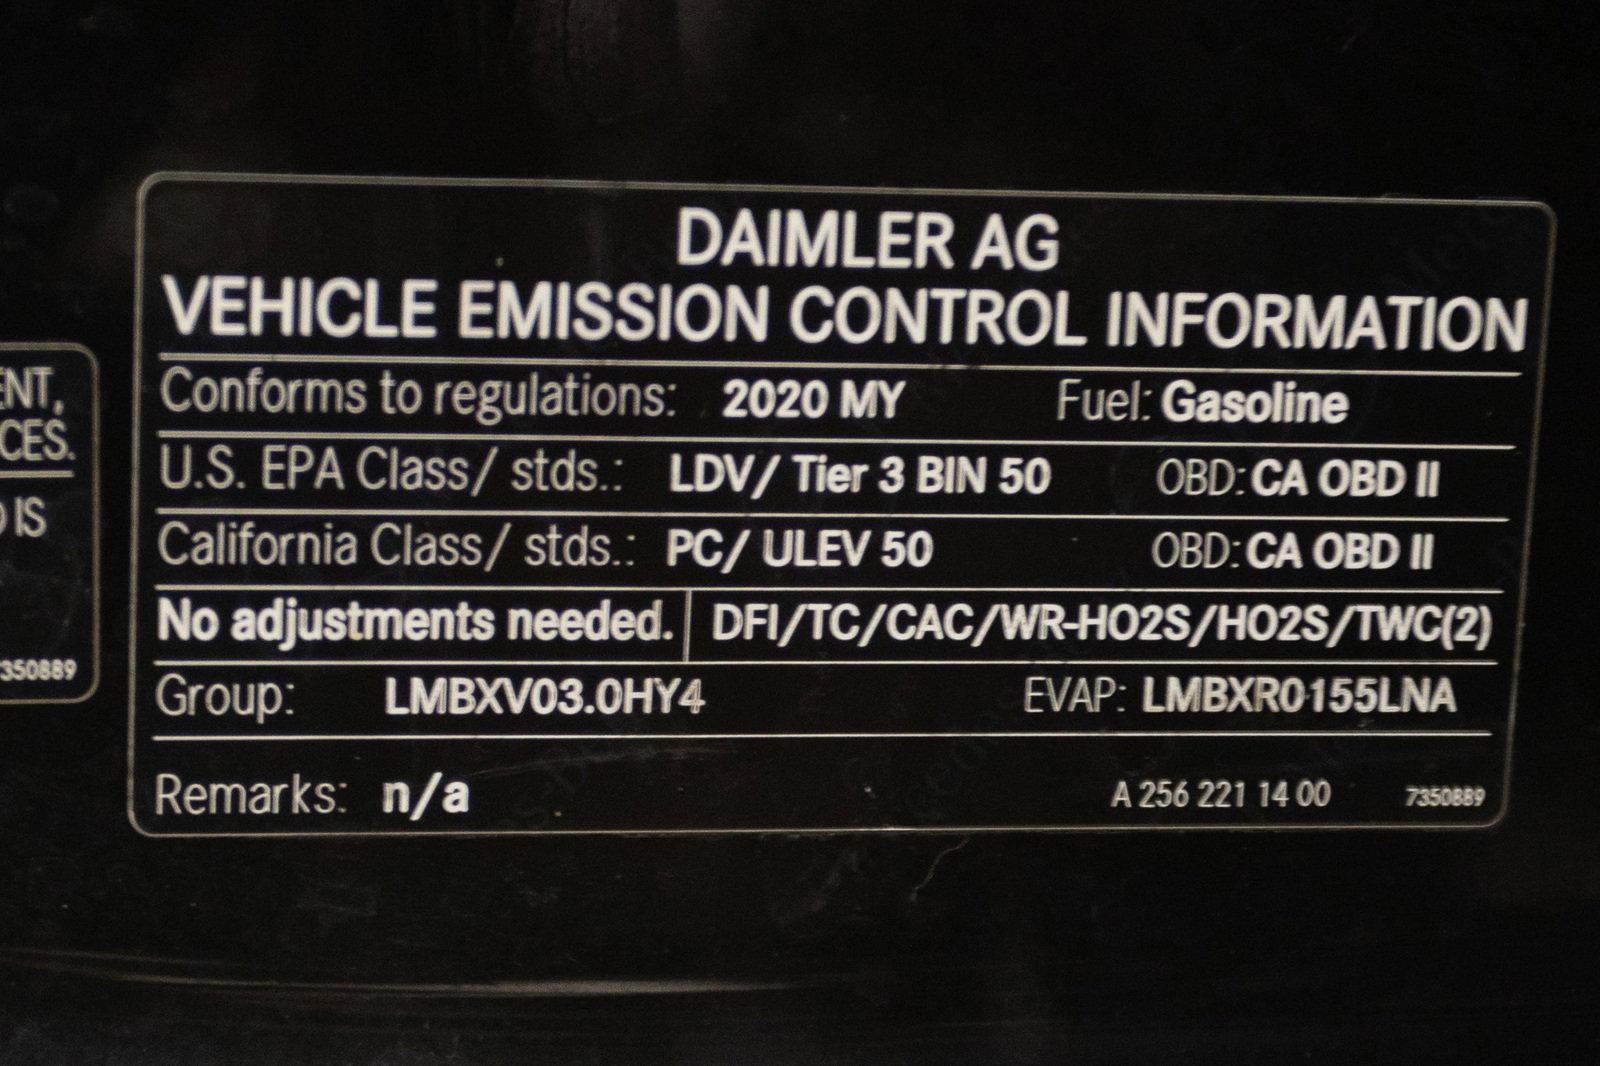 DAIMLER AG
VEHICLE EMISSION CONTROL INFORMATION
Conforms to regulations: 2020 MY Fuel: Gasoline
U.S. EPA Class/ stds.: LDV/ Tier 3 BIN 50 OBD: CA OBD II
California Class/ stds.: PC/ ULEV 50 OBD: CA OBD II
No adjustments needed. DFI/TC/CAC/WR-HO2S/HO2S/TWC(2)
Group: LMBXV03.0HY4 EVAP: LMBXR0155LNA
Remarks: n/a A 256 221 14 00 7350889
ENT,
CES.
IS
350889